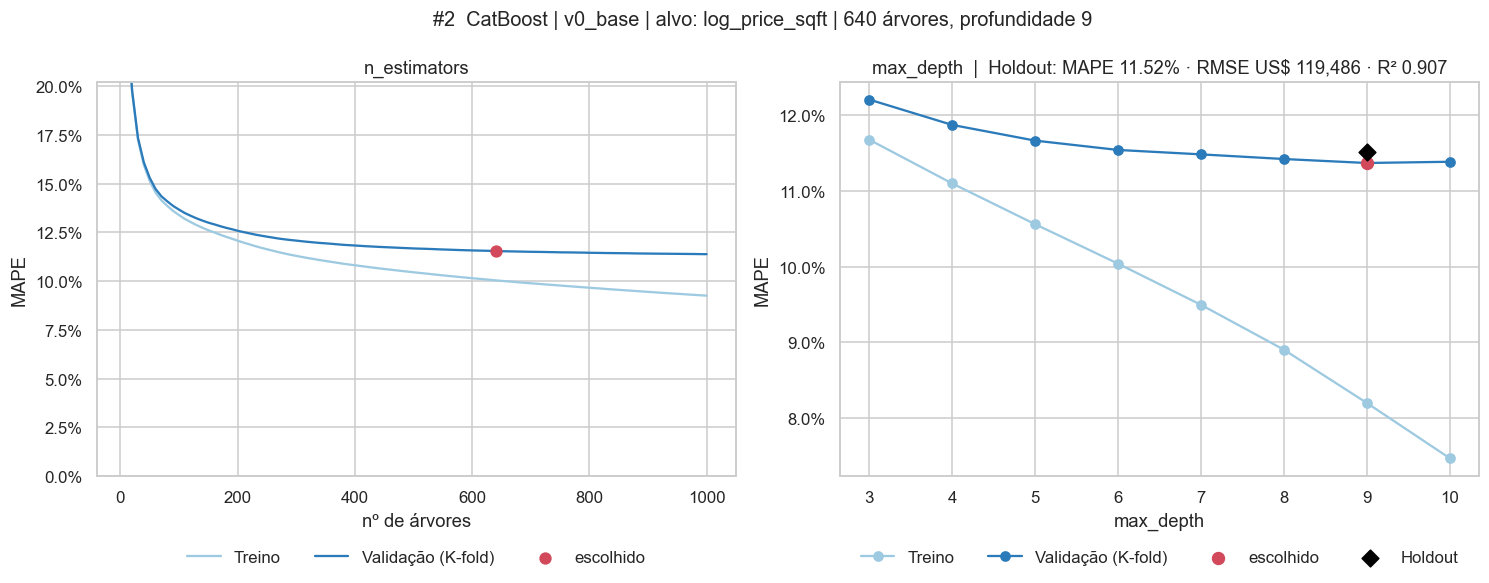 #2  CatBoost | v0_base | alvo: log_price_sqft | 640 árvores, profundidade 9
n_estimators
20.0%
17.5%
15.0%
12.5%
10.0%
7.5%
5.0%
2.5%
0.0%
MAPE
0 200 400 600 800 1000
nº de árvores
Treino Validação (K-fold) escolhido
max_depth  |  Holdout: MAPE 11.52% · RMSE US$ 119,486 · R² 0.907
12.0%
11.0%
10.0%
9.0%
8.0%
MAPE
3 4 5 6 7 8 9 10
max_depth
Treino Validação (K-fold) escolhido Holdout